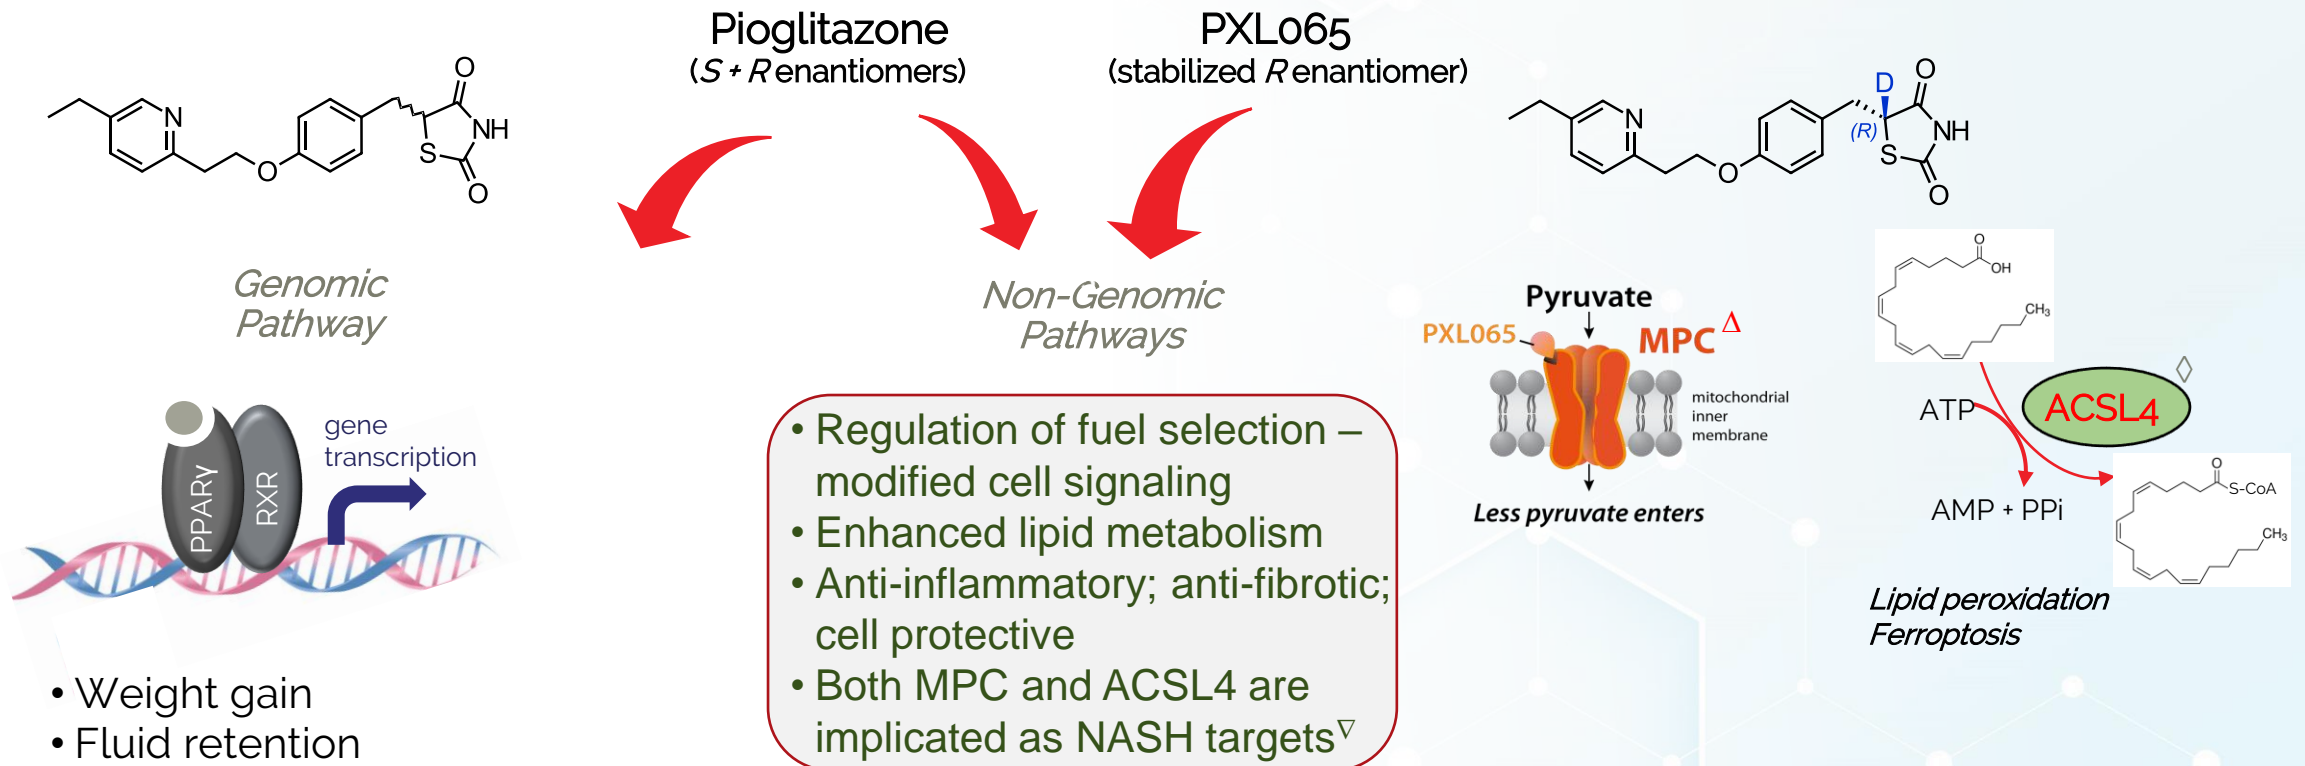 Pioglitazone
(S + R enantiomers)
PXL065
(stabilized R enantiomer)
N
O
O
NH
S
O
N
O
D
(R)
O
NH
S
O
Genomic
Pathway
Non-Genomic
Pathways
PPARγ
RXR
gene
transcription
• Weight gain
• Fluid retention
• Regulation of fuel selection –
modified cell signaling
• Enhanced lipid metabolism
• Anti-inflammatory; anti-fibrotic;
cell protective
• Both MPC and ACSL4 are
implicated as NASH targets∇
Pyruvate
PXL065
MPC Δ
mitochondrial
inner
membrane
Less pyruvate enters
O
OH
CH₃
ATP
ACSL4 ◊
AMP + PPi
O
S-CoA
CH₃
Lipid peroxidation
Ferroptosis